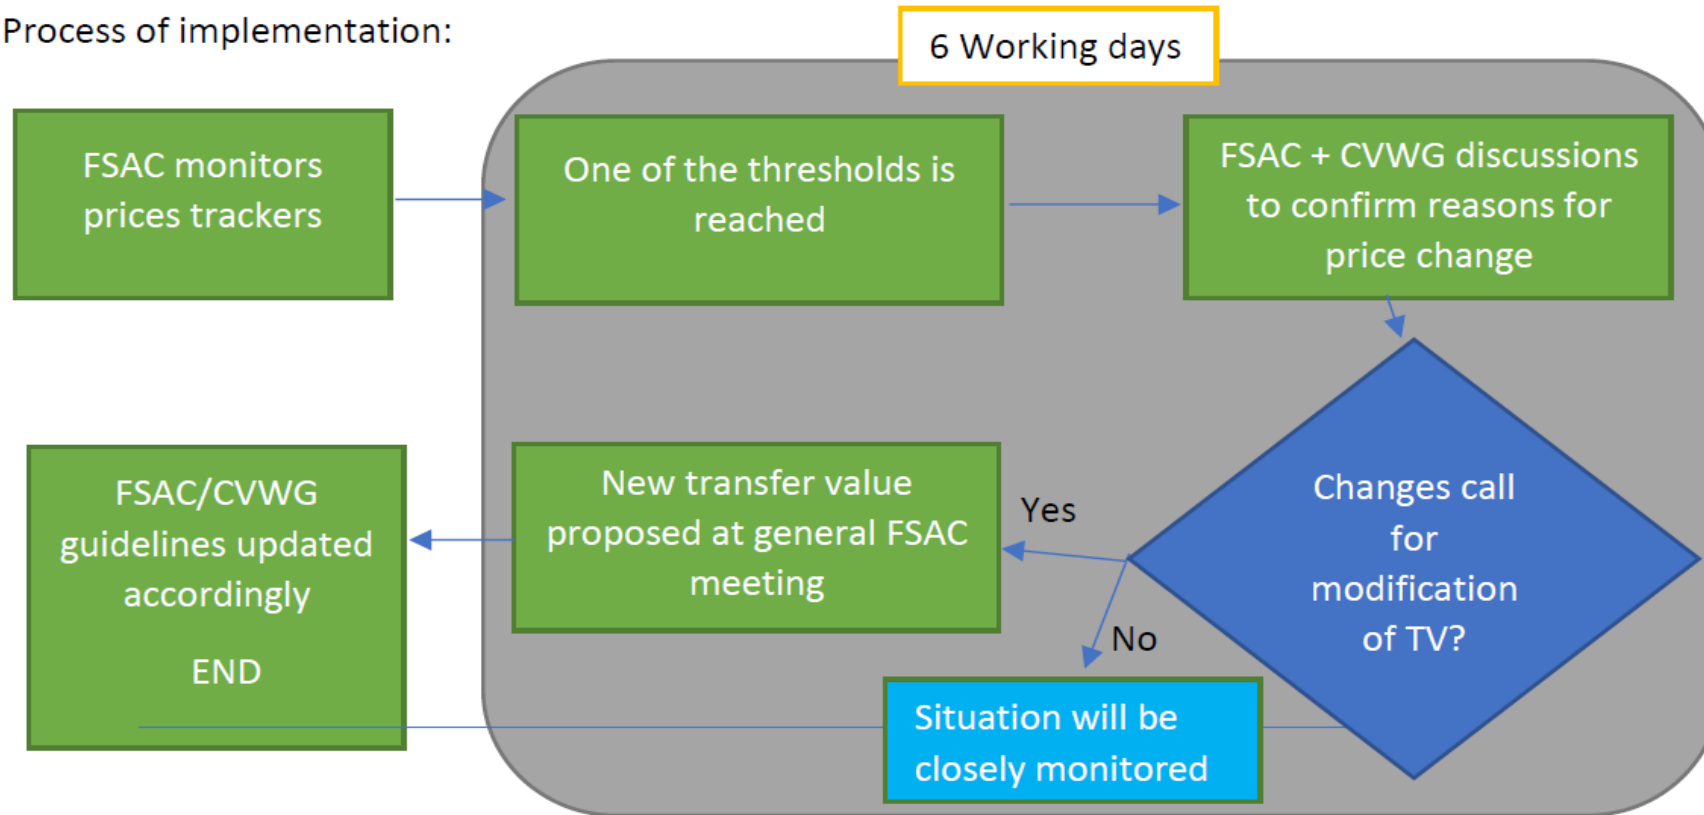 Process of implementation:
6 Working days
FSAC monitors
prices trackers
One of the thresholds is
reached
FSAC + CVWG discussions
to confirm reasons for
price change
Changes call
for
modification
of TV?
Yes
No
New transfer value
proposed at general FSAC
meeting
FSAC/CVWG
guidelines updated
accordingly
END
Situation will be
closely monitored